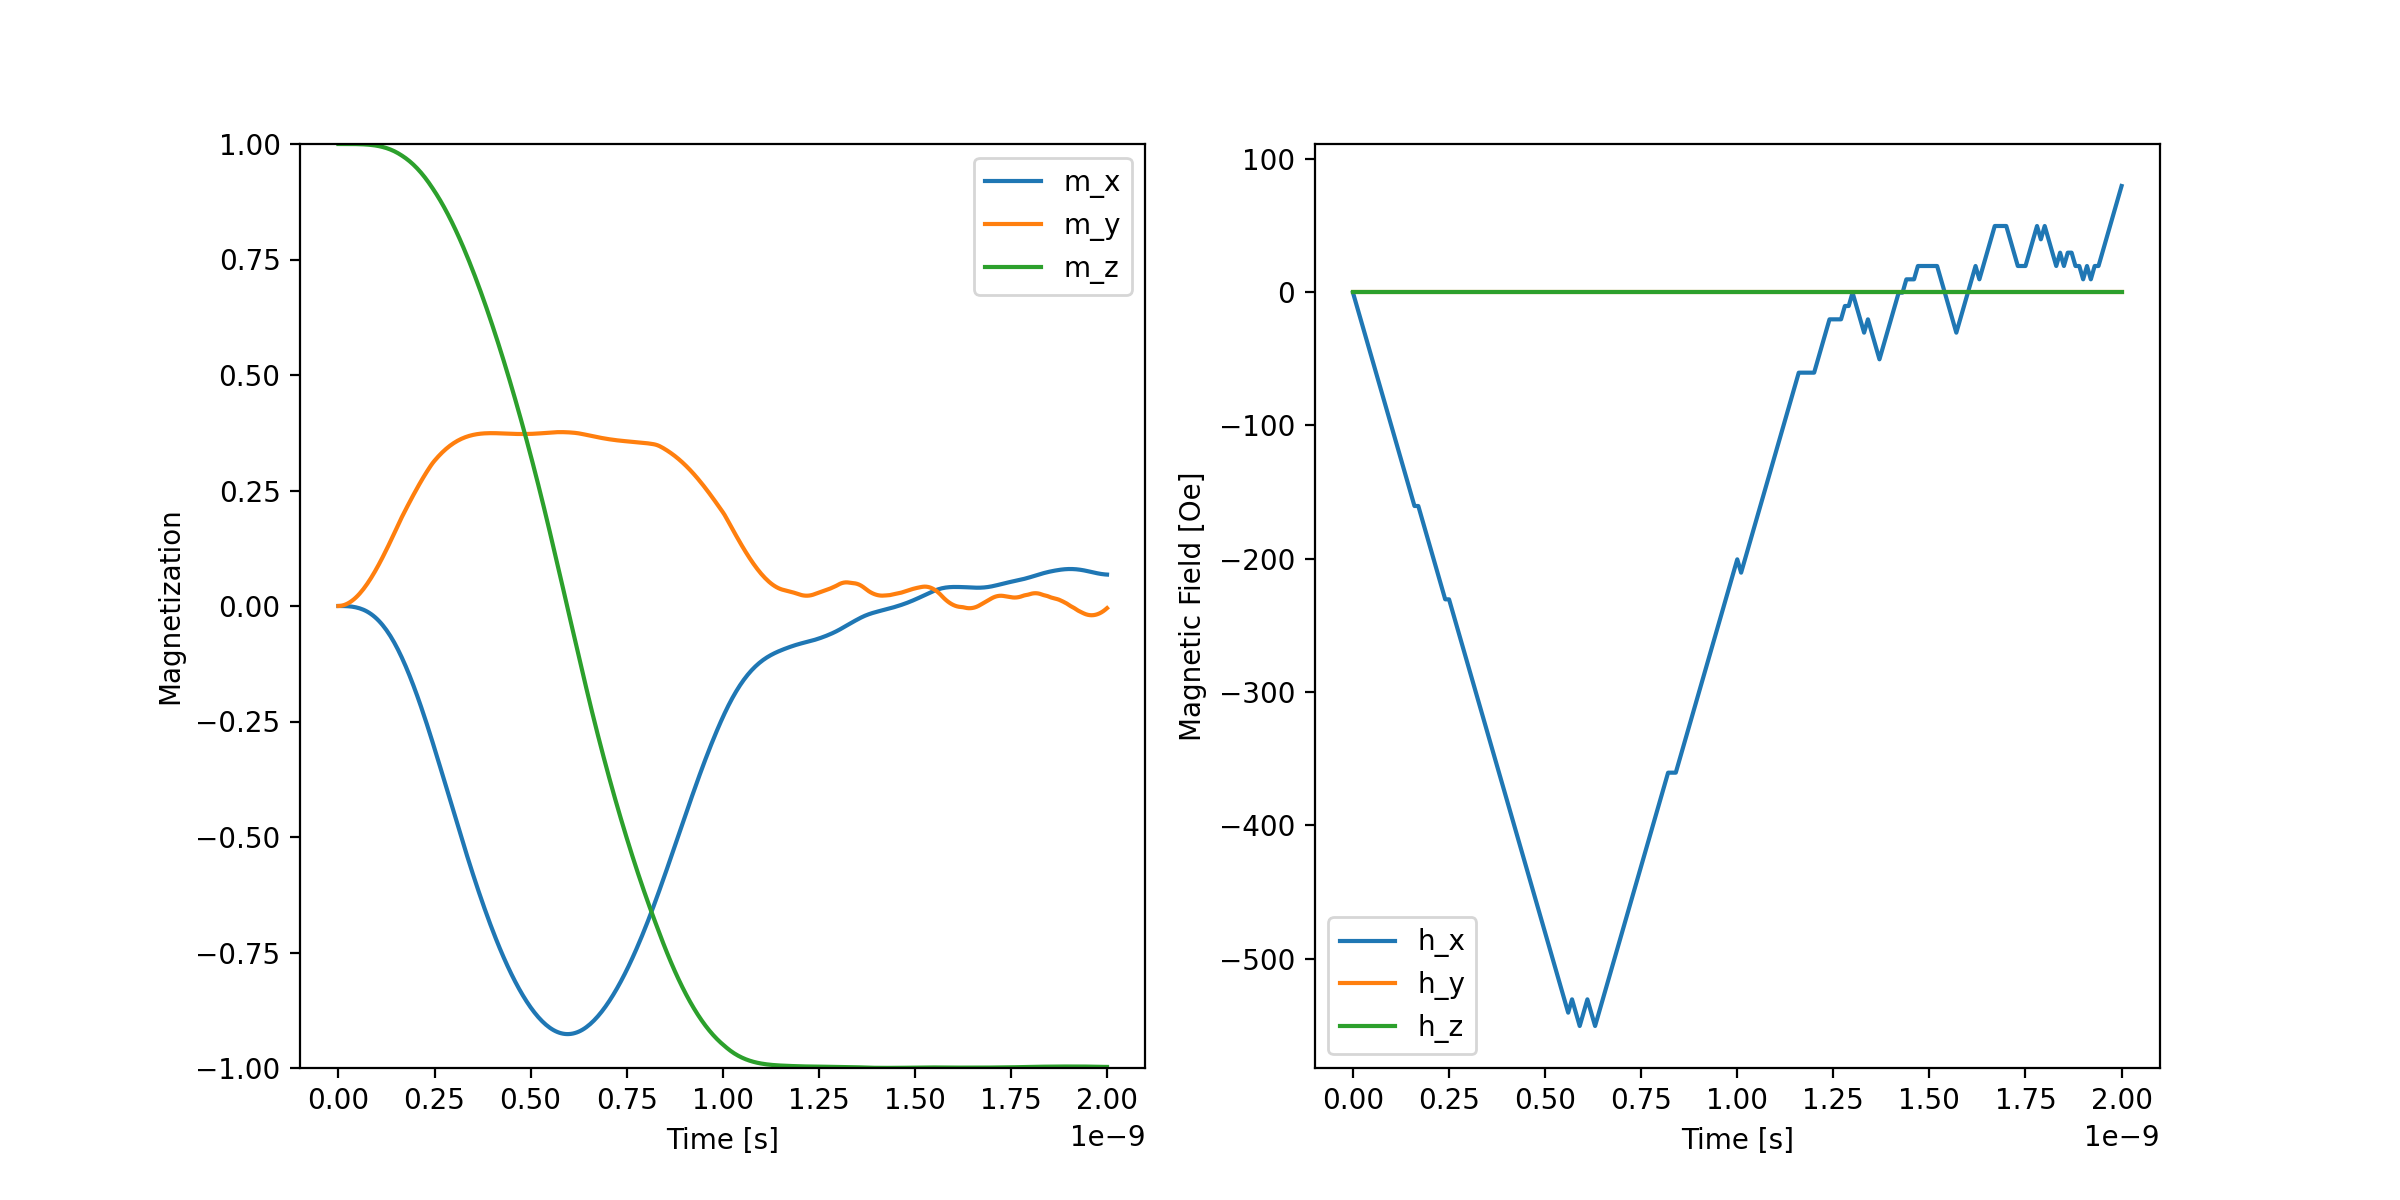 Magnetization
1.00
0.75
0.50
0.25
0.00
−0.25
−0.50
−0.75
−1.00
m_x
m_y
m_z
0.00 0.25 0.50 0.75 1.00 1.25 1.50 1.75 2.00
Time [s]
1e−9
Magnetic Field [Oe]
100
0
−100
−200
−300
−400
−500
h_x
h_y
h_z
0.00 0.25 0.50 0.75 1.00 1.25 1.50 1.75 2.00
Time [s]
1e−9